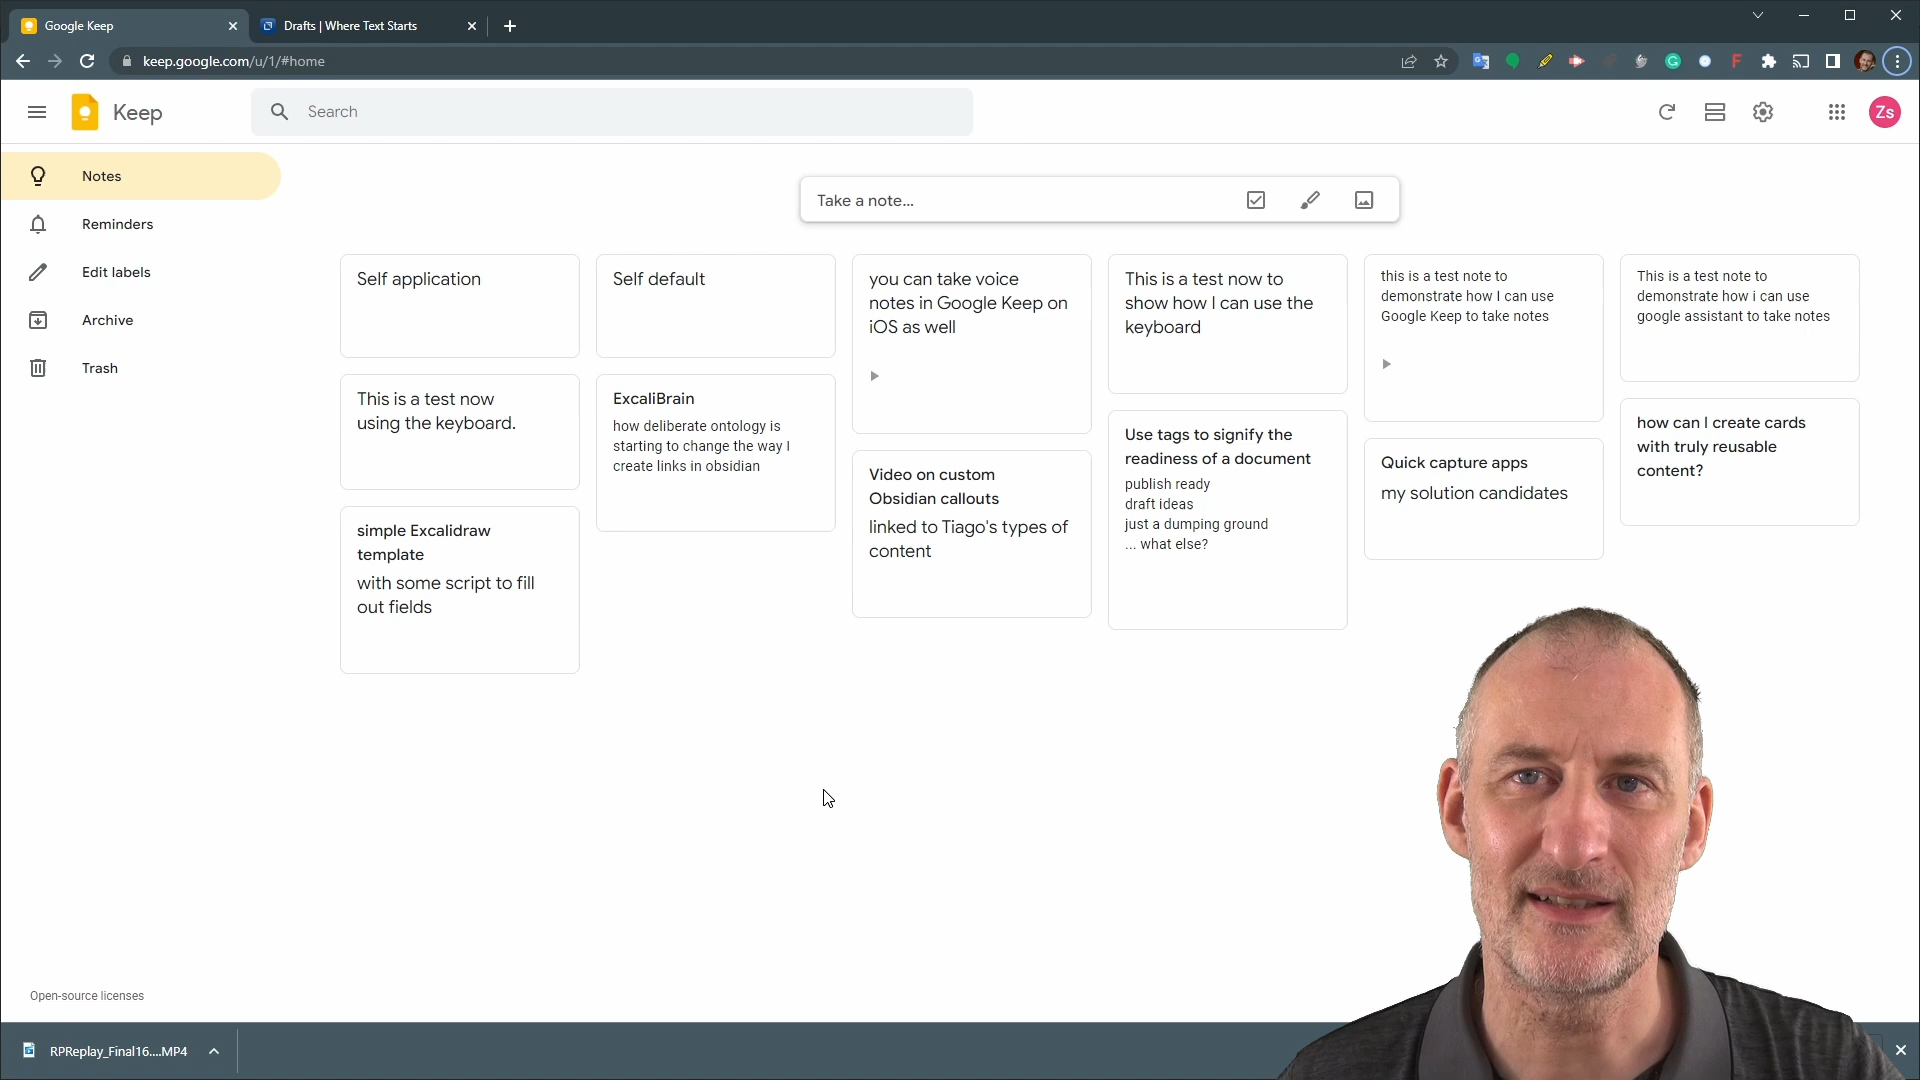 Google Keep
Drafts | Where Text Starts
keep.google.com/u/1/#home
Keep
Search
Zs
Notes
Reminders
Edit labels
Archive
Trash
Take a note...
Self application
This is a test now
using the keyboard.
simple Excalidraw
template
with some script to fill
out fields
Self default
ExcaliBrain
how deliberate ontology is
starting to change the way I
create links in obsidian
you can take voice
notes in Google Keep on
iOS as well
Video on custom
Obsidian callouts
linked to Tiago's types of
content
This is a test now to
show how I can use the
keyboard
Use tags to signify the
readiness of a document
publish ready
draft ideas
just a dumping ground
... what else?
this is a test note to
demonstrate how I can use
Google Keep to take notes
Quick capture apps
my solution candidates
This is a test note to
demonstrate how i can use
google assistant to take notes
how can I create cards
with truly reusable
content?
Open-source licenses
RPReplay_Final16....MP4